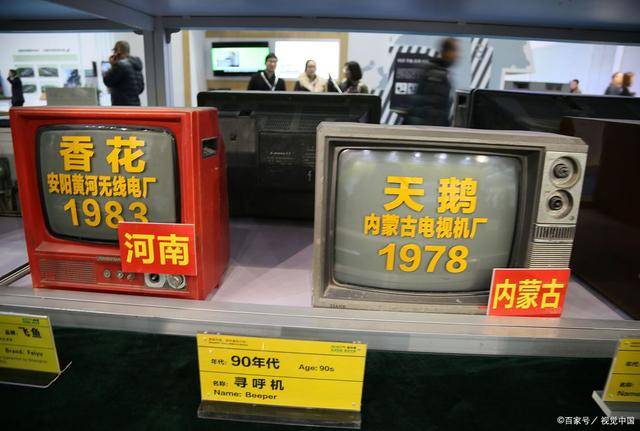 香花
安阳黄河无线电厂
1983
河南
天鹅
内蒙古电视机厂
1978
内蒙古
飞鱼
Brand: Feiyu
年代: 90年代 Age: 90s
名称: 寻呼机
Name: Beeper
©百家号/视觉中国